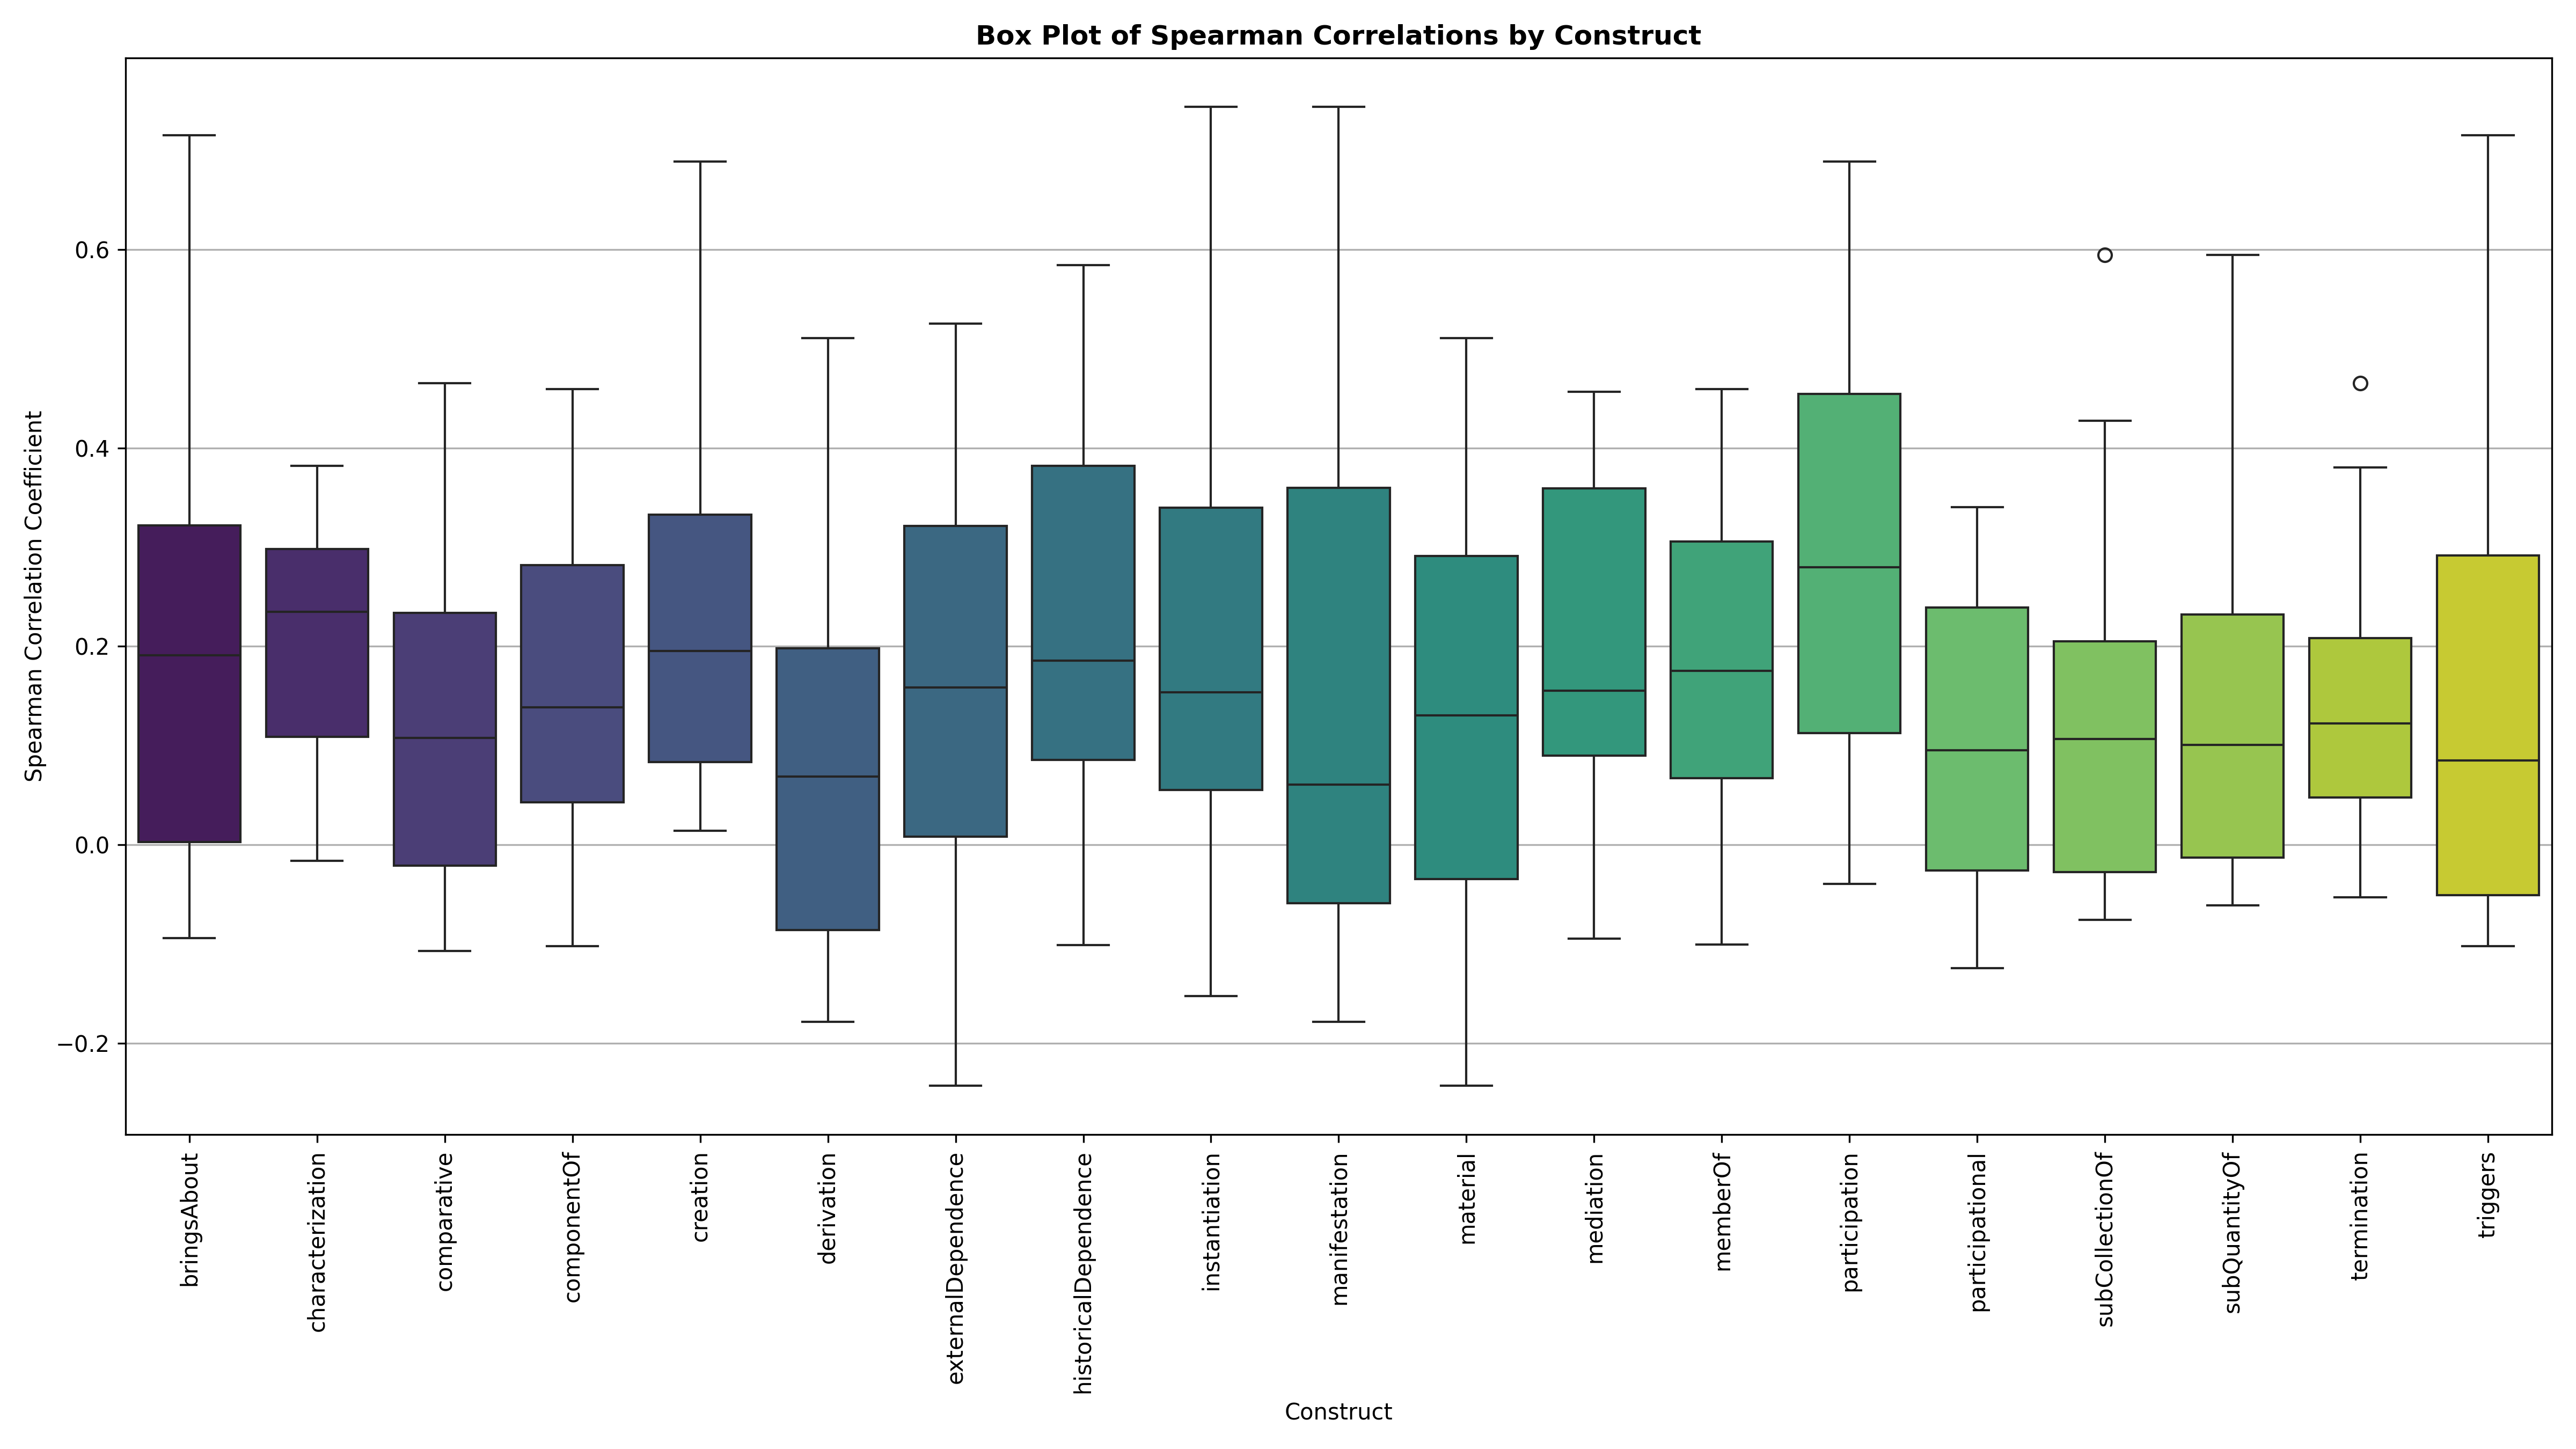 Box Plot of Spearman Correlations by Construct
Spearman Correlation Coefficient
0.6
0.4
0.2
0.0
−0.2
bringsAbout
characterization
comparative
componentOf
creation
derivation
externalDependence
historicalDependence
instantiation
manifestation
material
mediation
memberOf
participation
participational
subCollectionOf
subQuantityOf
termination
triggers
Construct